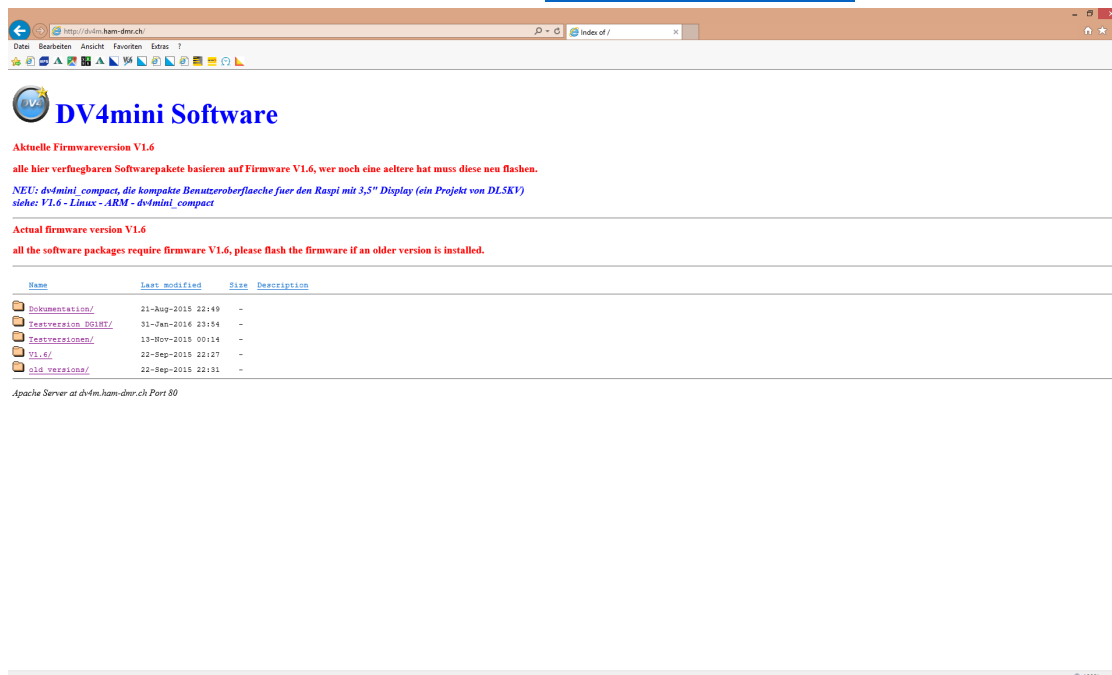 http://dv4m.ham-dmr.ch/
Index of /
Datei Bearbeiten Ansicht Favoriten Extras ?
DV4
DV4mini Software
Aktuelle Firmwareversion V1.6
alle hier verfuegbaren Softwarepakete basieren auf Firmware V1.6, wer noch eine aeltere hat muss diese neu flashen.
NEU: dv4mini_compact, die kompakte Benutzeroberflaeche fuer den Raspi mit 3,5" Display (ein Projekt von DL5KV)
siehe: V1.6 - Linux - ARM - dv4mini_compact
Actual firmware version V1.6
all the software packages require firmware V1.6, please flash the firmware if an older version is installed.
Name Last modified Size Description
Dokumentation/ 21-Aug-2015 22:49 -
Testversion DG1HT/ 31-Jan-2016 23:54 -
Testversionen/ 13-Nov-2015 00:14 -
V1.6/ 22-Sep-2015 22:27 -
old versions/ 22-Sep-2015 22:31 -
Apache Server at dv4m.ham-dmr.ch Port 80